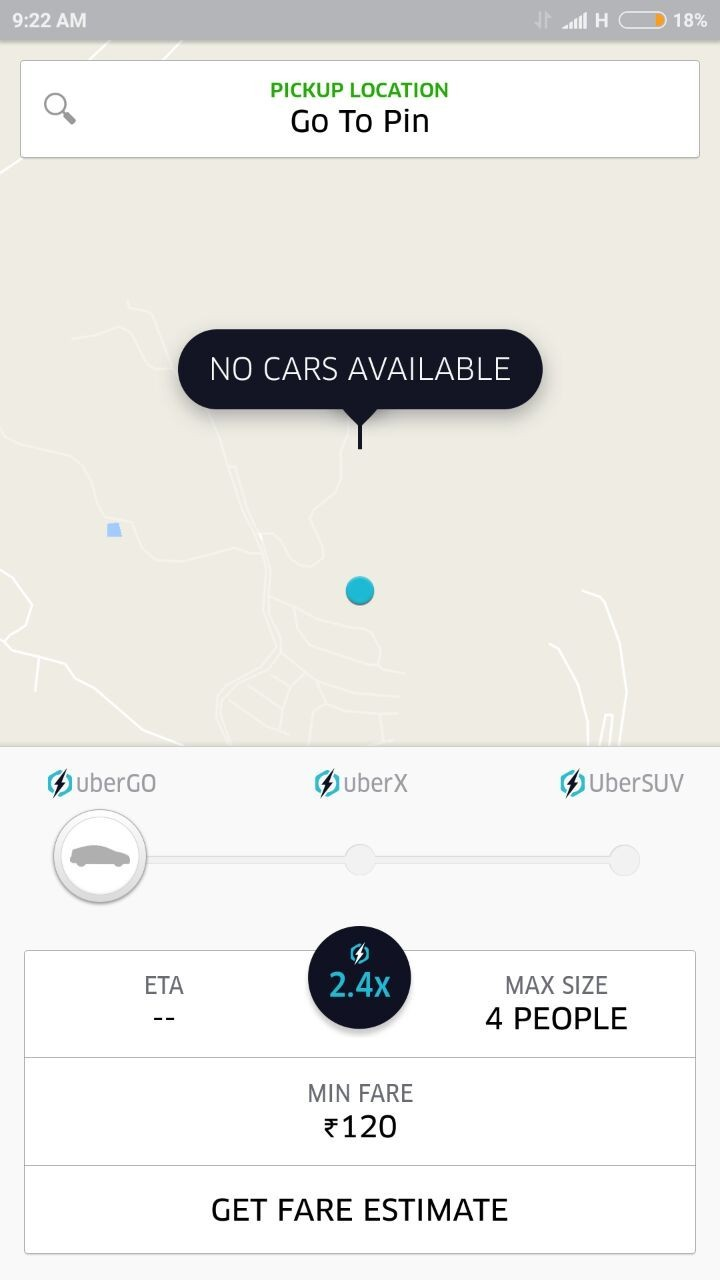 9:22 AM
H 18%
PICKUP LOCATION
Go To Pin
NO CARS AVAILABLE
uberGO uberX UberSUV
ETA
2.4x
MAX SIZE
--
4 PEOPLE
MIN FARE
₹120
GET FARE ESTIMATE